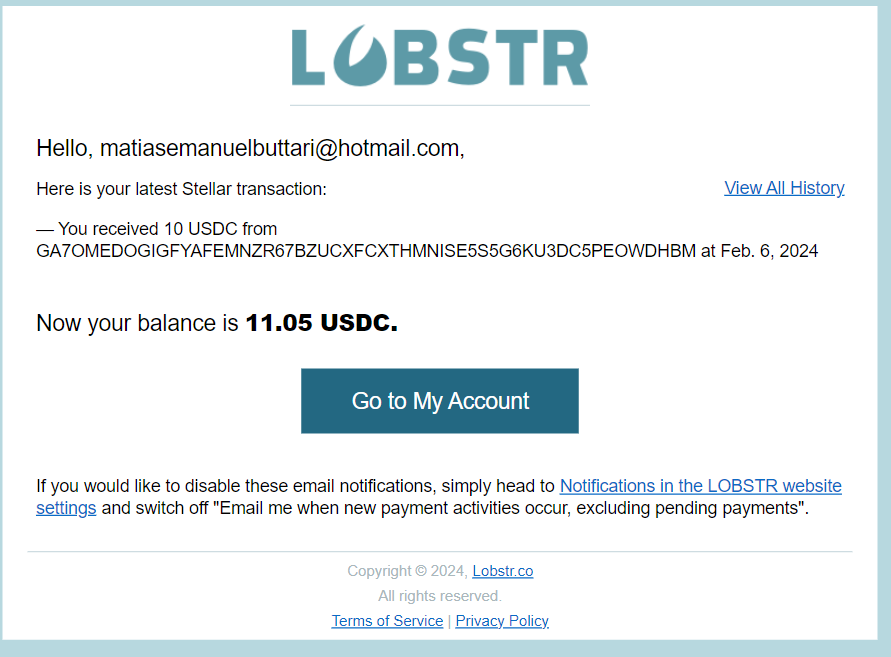 LOBSTR
Hello, matiasemanuelbuttari@hotmail.com,
Here is your latest Stellar transaction:
View All History
— You received 10 USDC from
GA7OMEDOGIGFYAFEMNZR67BZUCXFCXTHMNISE5S5G6KU3DC5PEOWDHBM at Feb. 6, 2024
Now your balance is 11.05 USDC.
Go to My Account
If you would like to disable these email notifications, simply head to Notifications in the LOBSTR website
settings and switch off "Email me when new payment activities occur, excluding pending payments".
Copyright © 2024, Lobstr.co
All rights reserved.
Terms of Service | Privacy Policy